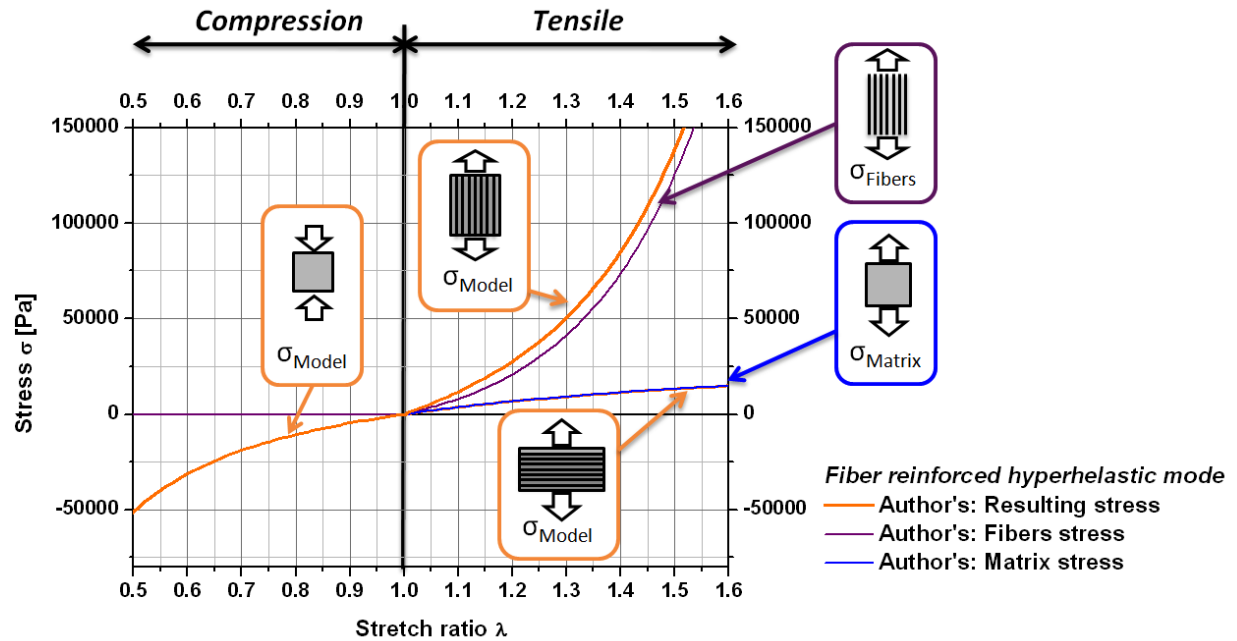 Compression Tensile
0.5 0.6 0.7 0.8 0.9 1.0 1.1 1.2 1.3 1.4 1.5 1.6
150000 150000
100000 100000
50000 50000
0 0
-50000 -50000
Stress σ [Pa]
σFibers
σModel
σModel
σMatrix
σModel
Fiber reinforced hyperhelastic mode
Author's: Resulting stress
Author's: Fibers stress
Author's: Matrix stress
0.5 0.6 0.7 0.8 0.9 1.0 1.1 1.2 1.3 1.4 1.5 1.6
Stretch ratio λ